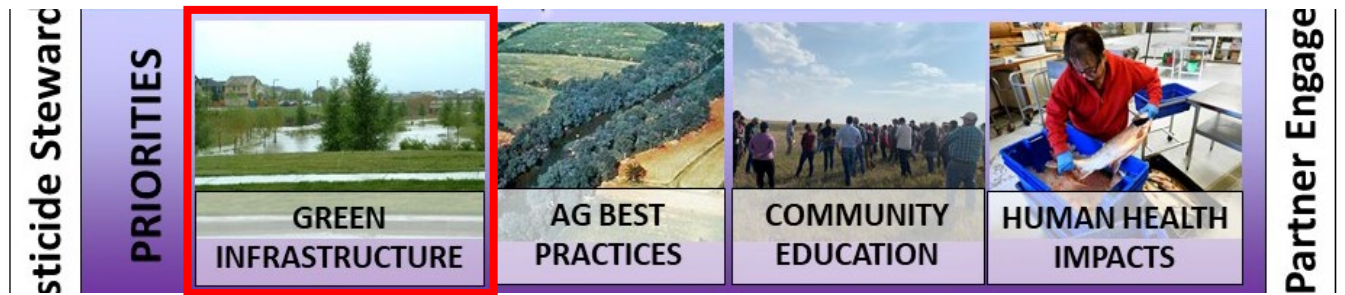 sticide Steward
PRIORITIES
GREEN
INFRASTRUCTURE
AG BEST
PRACTICES
COMMUNITY
EDUCATION
HUMAN HEALTH
IMPACTS
Partner Engage